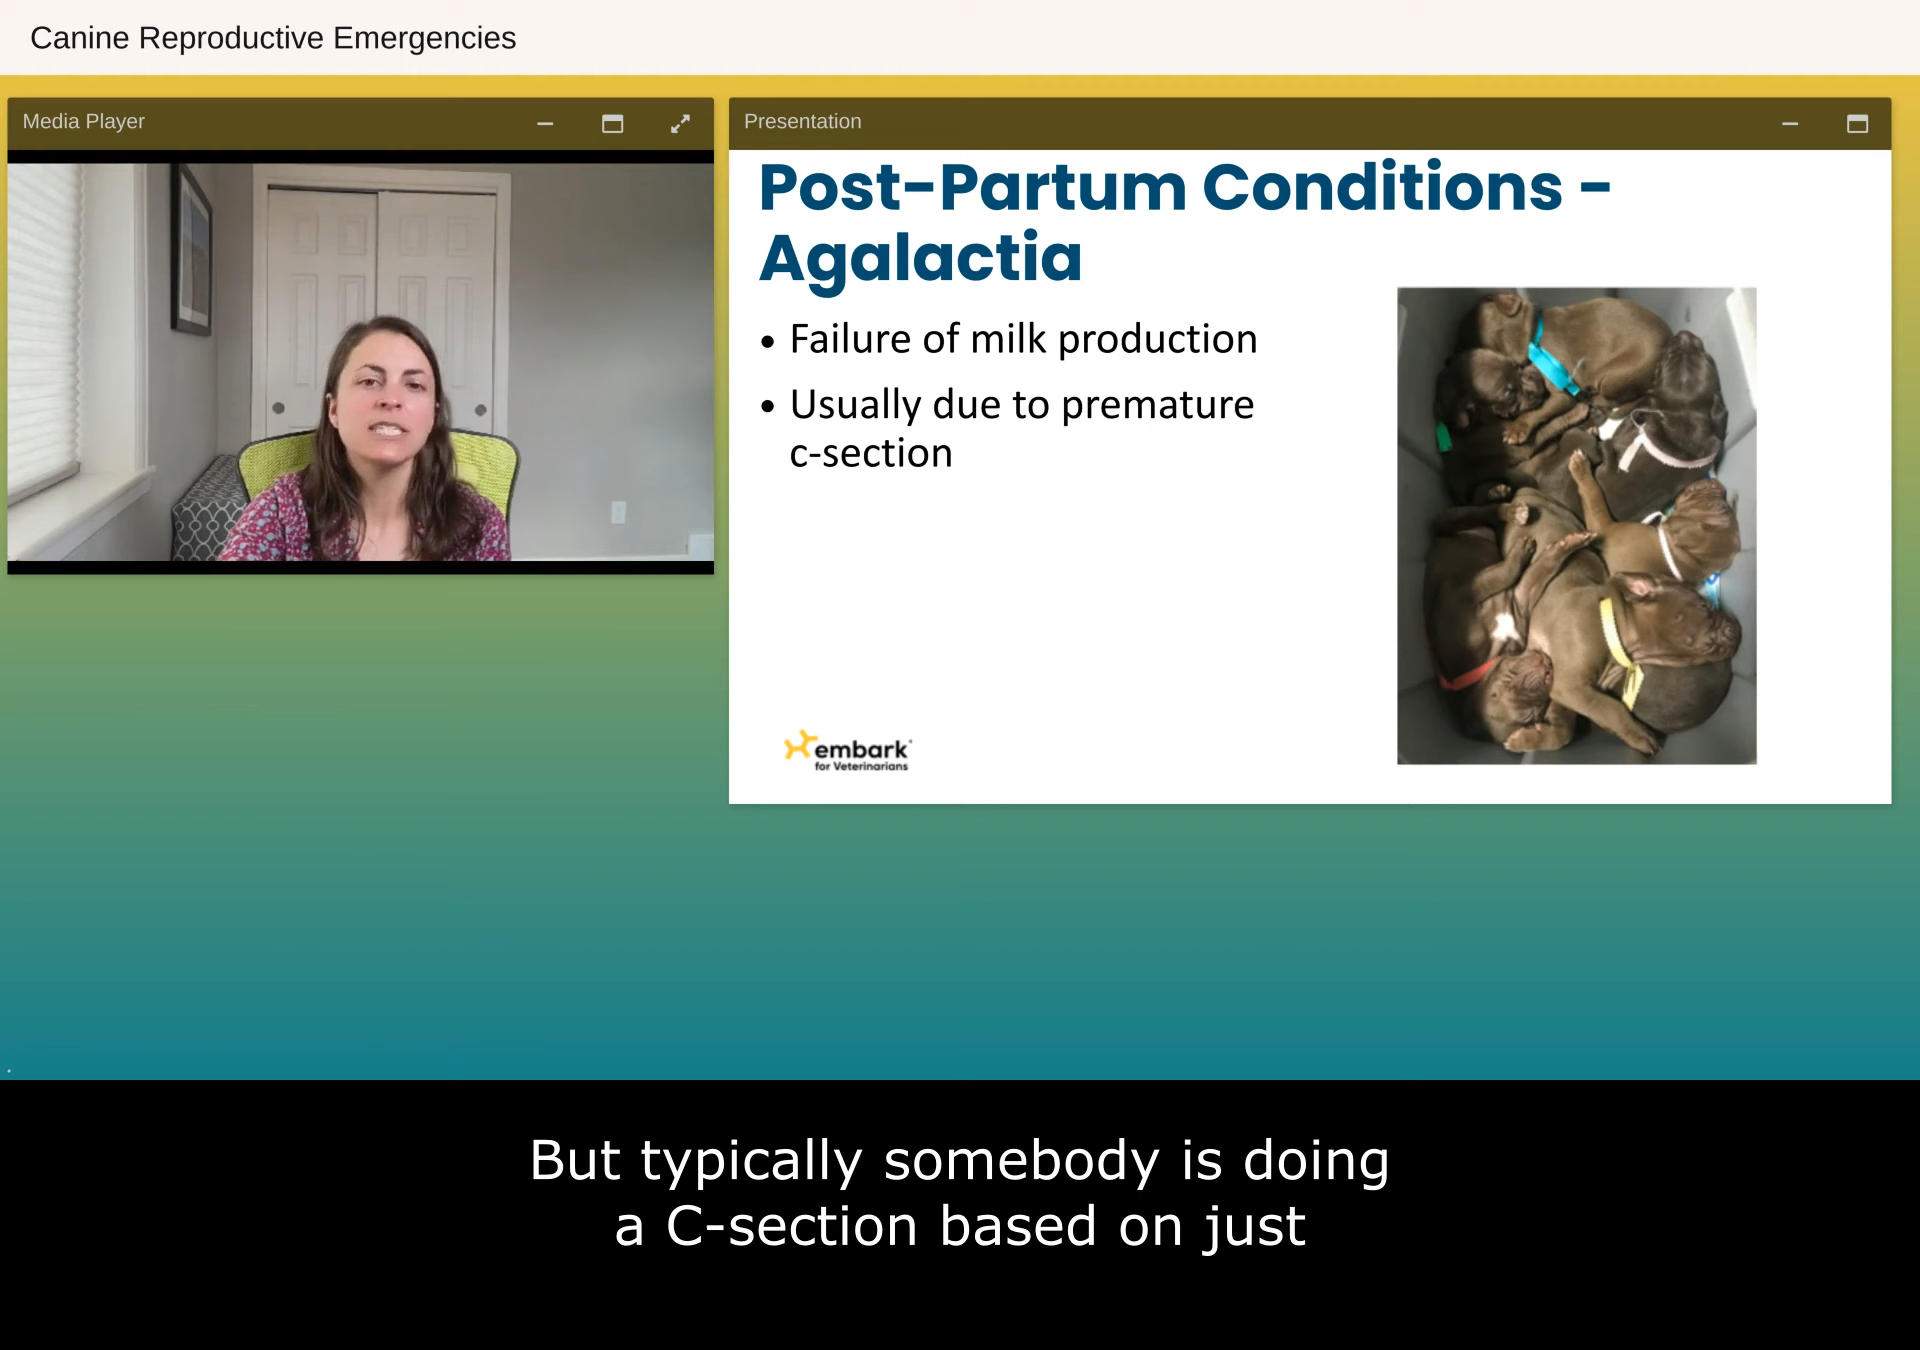 Canine Reproductive Emergencies
Media Player
Presentation
Post-Partum Conditions -
Agalactia
• Failure of milk production
• Usually due to premature
c-section
embark
for Veterinarians
But typically somebody is doing
a C-section based on just